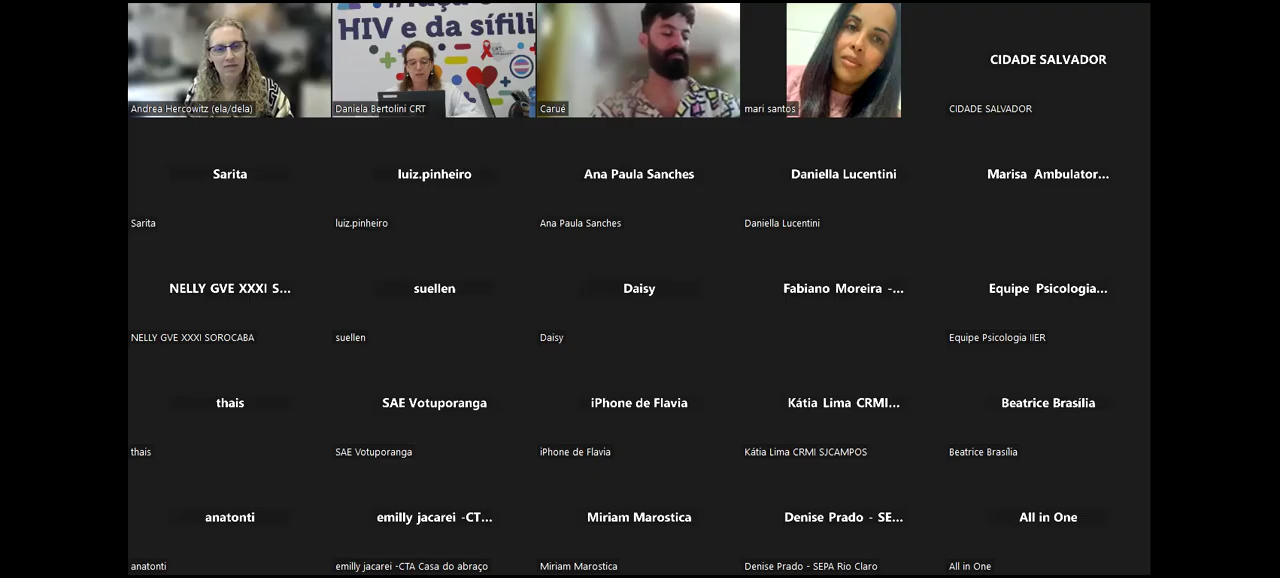 HIV e da sífili
CRT
Andrea Hercowitz (ela/dela)
Daniela Bertolini CRT
Carué
mari santos
CIDADE SALVADOR
CIDADE SALVADOR
Sarita
luiz.pinheiro
Ana Paula Sanches
Daniella Lucentini
Marisa Ambulator...
Sarita
luiz.pinheiro
Ana Paula Sanches
Daniella Lucentini
NELLY GVE XXXI S...
suellen
Daisy
Fabiano Moreira -...
Equipe Psicologia...
NELLY GVE XXXI SOROCABA
suellen
Daisy
Equipe Psicologia IIER
thais
SAE Votuporanga
iPhone de Flavia
Kátia Lima CRMI...
Beatrice Brasília
thais
SAE Votuporanga
iPhone de Flavia
Kátia Lima CRMI SJCAMPOS
Beatrice Brasília
anatonti
emilly jacarei -CT...
Miriam Marostica
Denise Prado - SE...
All in One
anatonti
emilly jacarei -CTA Casa do abraço
Miriam Marostica
Denise Prado - SEPA Rio Claro
All in One